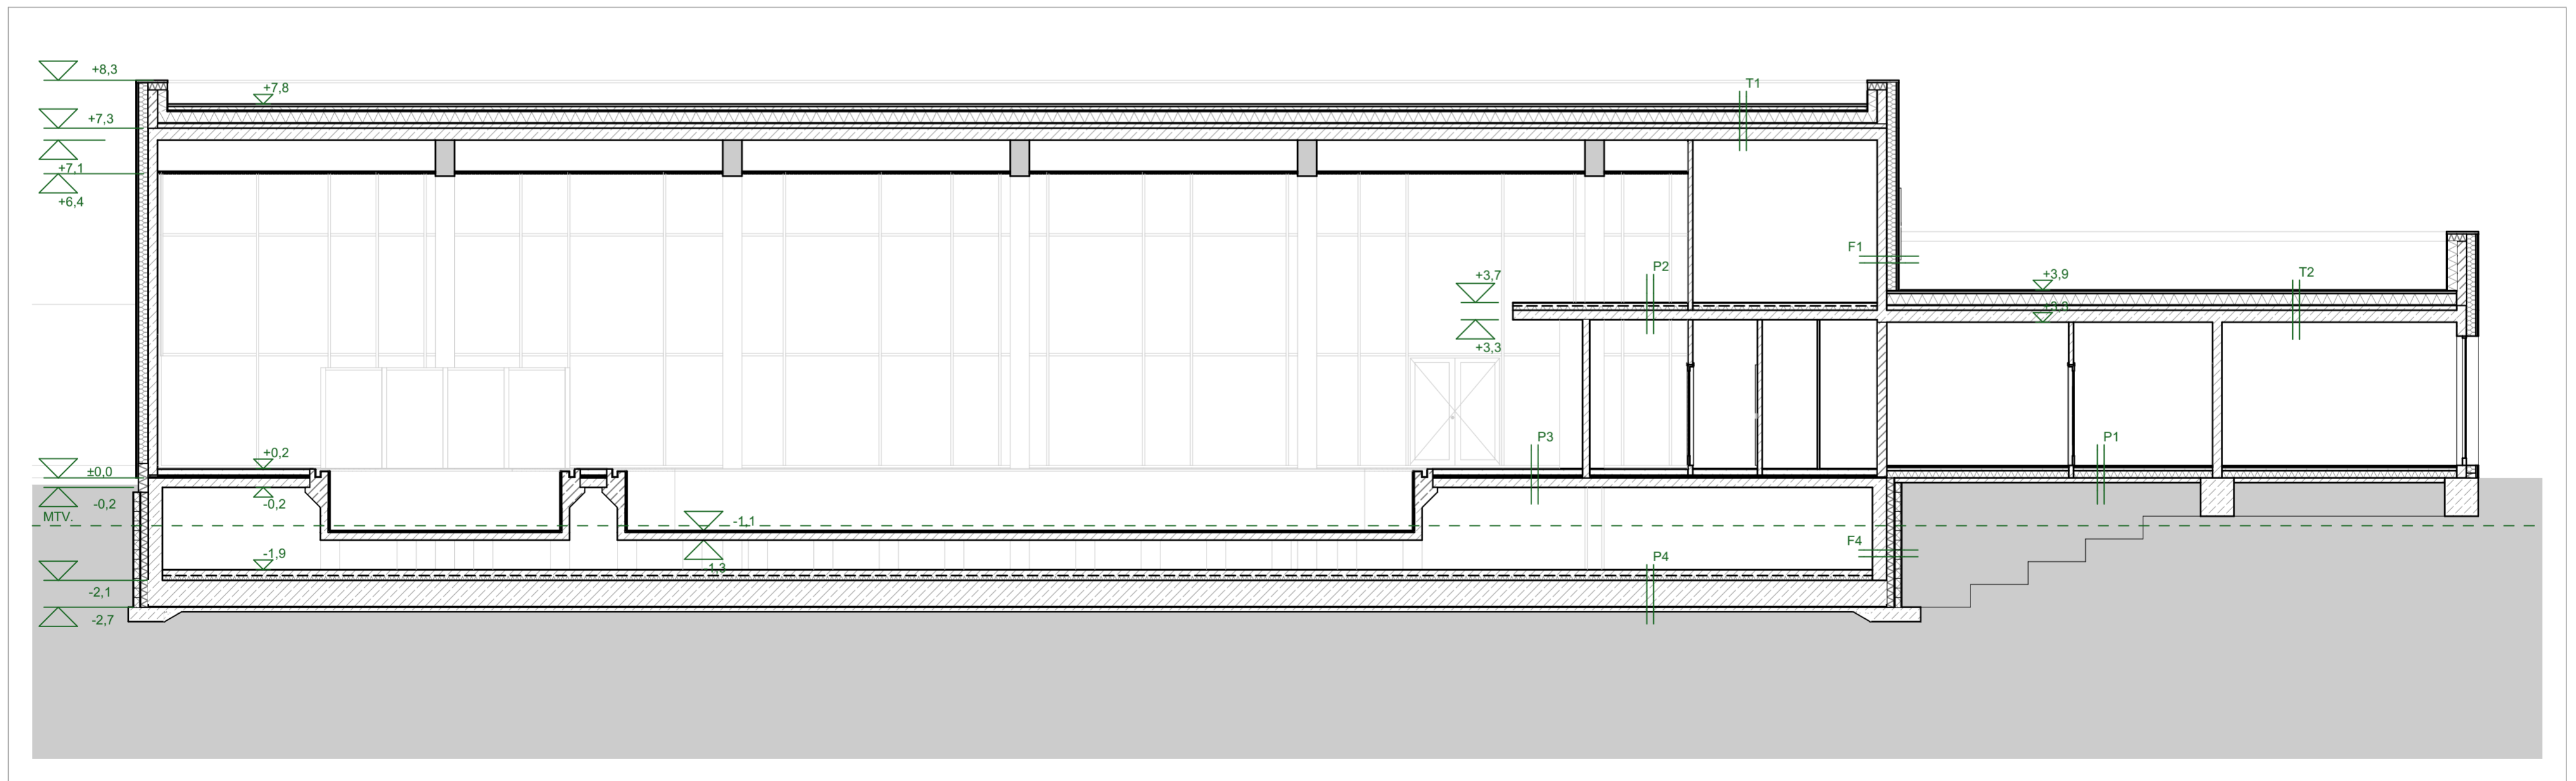 +8,3
+7,8
T1
+7,3
+7,1
+6,4
F1
P2
+3,7
+3,9
T2
+3,3
P3
P1
+0,2
±0,0
-0,2
-0,2
MTV.
-1,1
F4
-1,9
P4
-1,3
-2,1
-2,7